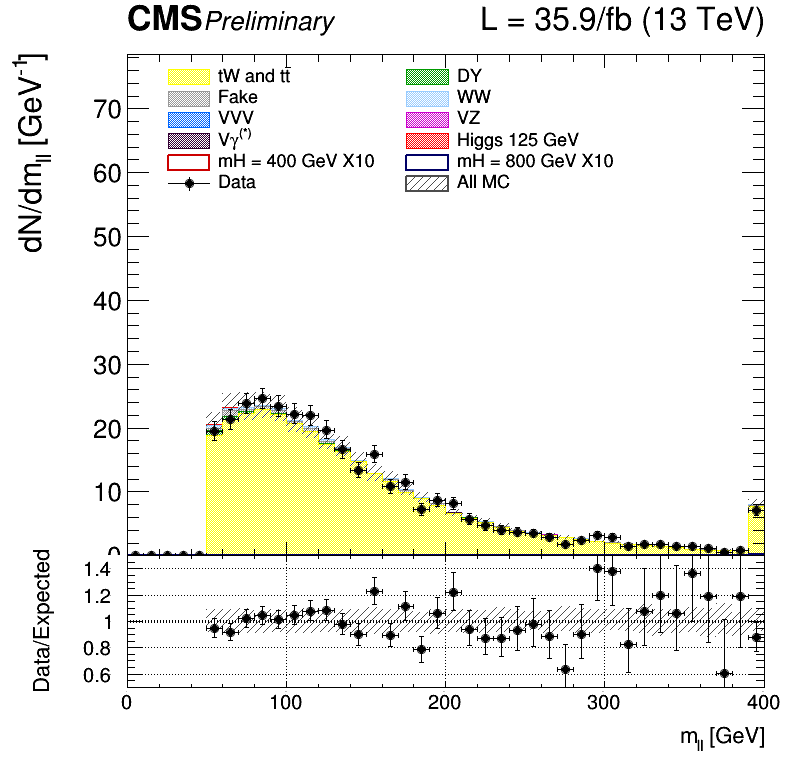 CMS Preliminary L = 35.9/fb (13 TeV)
dN/dm_ll [GeV^-1]
tW and tt DY
Fake WW
VVV VZ
Vγ(*) Higgs 125 GeV
mH = 400 GeV X10 mH = 800 GeV X10
Data All MC
70
60
50
40
30
20
10
0
Data/Expected
1.4
1.2
1
0.8
0.6
0 100 200 300 400
m_ll [GeV]